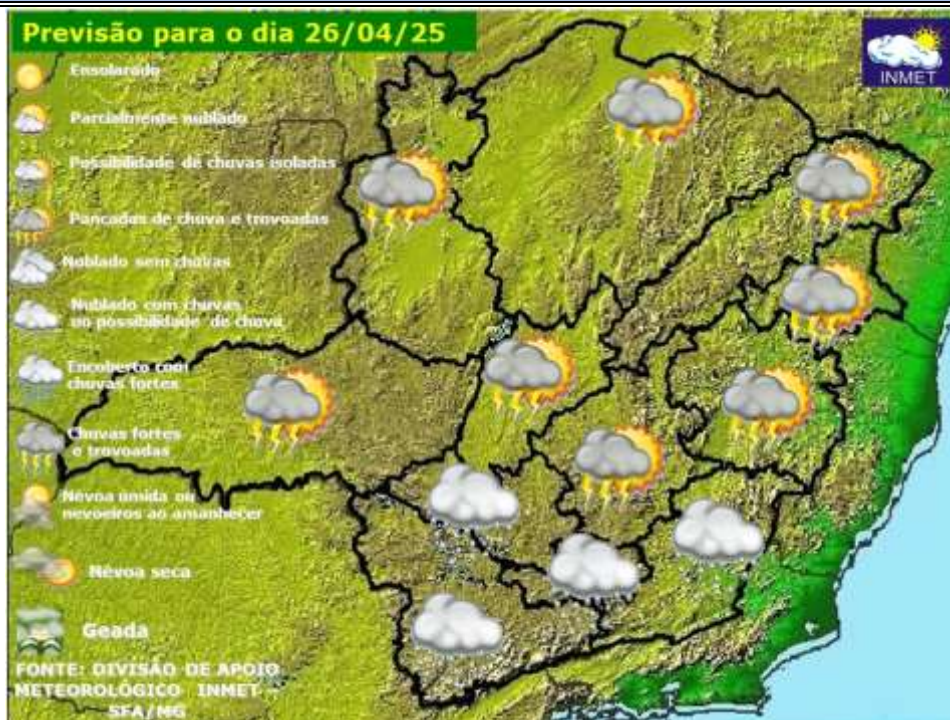 Previsão para o dia 26/04/25
INMET
Ensolarado
Parcialmente nublado
Possibilidade de chuvas isoladas
Pancadas de chuva e trovoadas
Nublado sem chuvas
Nublado com chuvas
ou possibilidade de chuva
Encoberto com
chuvas fortes
Chuvas fortes
e trovoadas
Névoa úmida ou
nevoeiros ao amanhecer
Névoa seca
Geada
FONTE: DIVISÃO DE APOIO
METEOROLÓGICO INMET -
SFA/MG